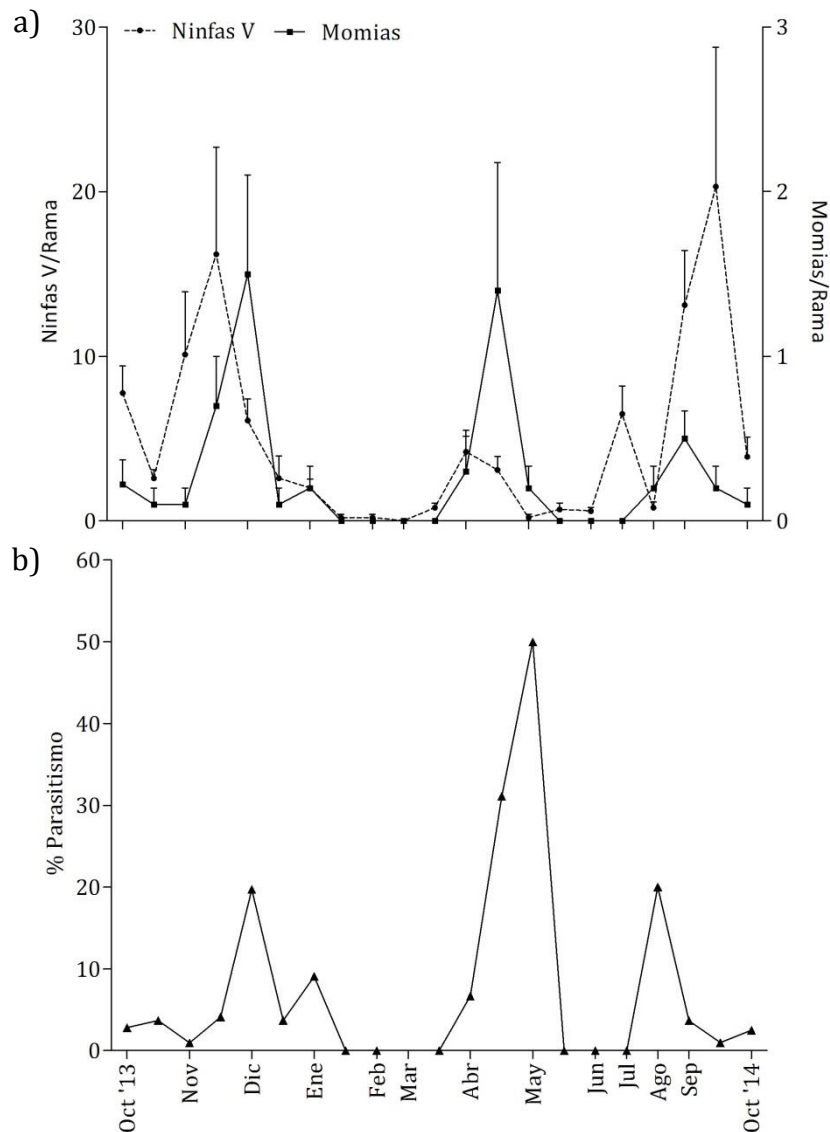 a)
Ninfas V Momias
30
20
10
0
Ninfas V/Rama
3
2
1
0
Momias/Rama
b)
60
50
40
30
20
10
0
% Parasitismo
Oct '13
Nov
Dic
Ene
Feb
Mar
Abr
May
Jun
Jul
Ago
Sep
Oct '14